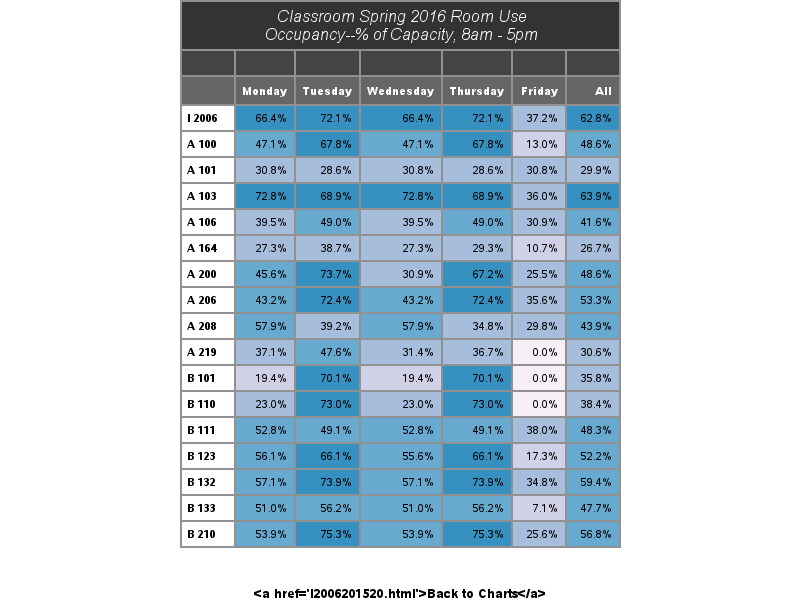 Classroom Spring 2016 Room Use
Occupancy--% of Capacity, 8am - 5pm
Monday Tuesday Wednesday Thursday Friday All
I 2006 66.4% 72.1% 66.4% 72.1% 37.2% 62.8%
A 100 47.1% 67.8% 47.1% 67.8% 13.0% 48.6%
A 101 30.8% 28.6% 30.8% 28.6% 30.8% 29.9%
A 103 72.8% 68.9% 72.8% 68.9% 36.0% 63.9%
A 106 39.5% 49.0% 39.5% 49.0% 30.9% 41.6%
A 164 27.3% 38.7% 27.3% 29.3% 10.7% 26.7%
A 200 45.6% 73.7% 30.9% 67.2% 25.5% 48.6%
A 206 43.2% 72.4% 43.2% 72.4% 35.6% 53.3%
A 208 57.9% 39.2% 57.9% 34.8% 29.8% 43.9%
A 219 37.1% 47.6% 31.4% 36.7% 0.0% 30.6%
B 101 19.4% 70.1% 19.4% 70.1% 0.0% 35.8%
B 110 23.0% 73.0% 23.0% 73.0% 0.0% 38.4%
B 111 52.8% 49.1% 52.8% 49.1% 38.0% 48.3%
B 123 56.1% 66.1% 55.6% 66.1% 17.3% 52.2%
B 132 57.1% 73.9% 57.1% 73.9% 34.8% 59.4%
B 133 51.0% 56.2% 51.0% 56.2% 7.1% 47.7%
B 210 53.9% 75.3% 53.9% 75.3% 25.6% 56.8%
<a href='I2006201520.html'>Back to Charts</a>